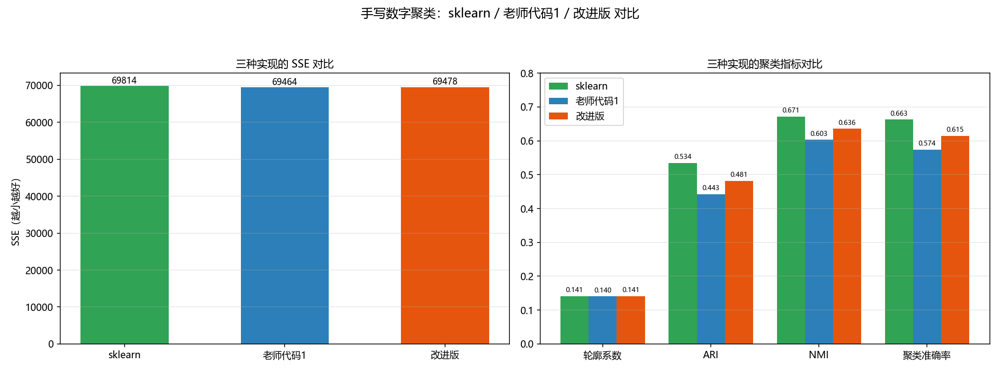 手写数字聚类：sklearn / 老师代码1 / 改进版 对比
三种实现的 SSE 对比
SSE（越小越好）
70000
60000
50000
40000
30000
20000
10000
0
69814
69464
69478
sklearn
老师代码1
改进版
三种实现的聚类指标对比
0.8
0.7
0.6
0.5
0.4
0.3
0.2
0.1
0.0
sklearn
老师代码1
改进版
0.141
0.140
0.141
0.534
0.443
0.481
0.671
0.603
0.636
0.663
0.574
0.615
轮廓系数
ARI
NMI
聚类准确率